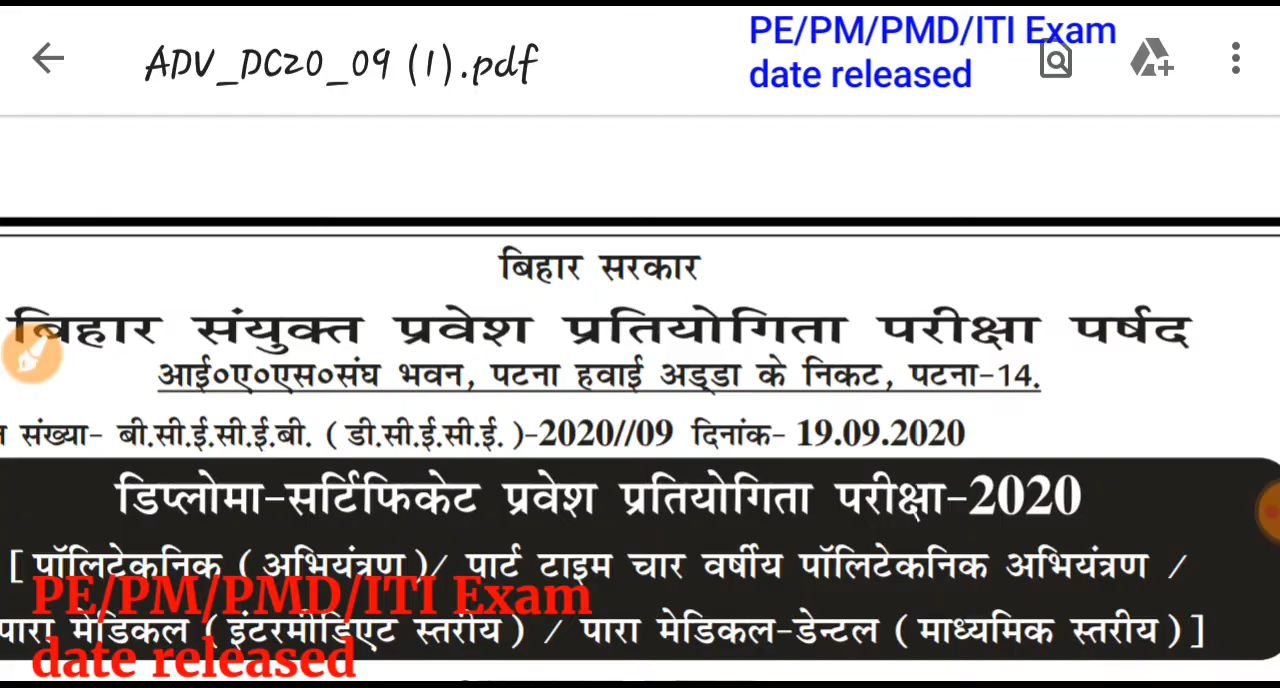 PE/PM/PMD/ITI Exam
date released
ADV_DC20_09 (1).pdf
बिहार सरकार
बिहार संयुक्त प्रवेश प्रतियोगिता परीक्षा पर्षद
आई०ए०एस०संघ भवन, पटना हवाई अड्डा के निकट, पटना-14.
संख्या- बी.सी.ई.सी.ई.बी. ( डी.सी.ई.सी.ई. )-2020//09 दिनांक- 19.09.2020
डिप्लोमा-सर्टिफिकेट प्रवेश प्रतियोगिता परीक्षा-2020
[ पॉलिटेकनिक ( अभियंत्रण )/ पार्ट टाइम चार वर्षीय पॉलिटेकनिक अभियंत्रण /
PE/PM/PMD/ITI Exam
पारा मेडिकल ( इंटरमीडिएट स्तरीय ) / पारा मेडिकल-डेन्टल ( माध्यमिक स्तरीय ) ]
date released